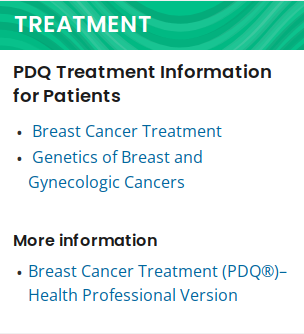 TREATMENT
PDQ Treatment Information
for Patients
• Breast Cancer Treatment
• Genetics of Breast and
Gynecologic Cancers
More information
• Breast Cancer Treatment (PDQ®)–
Health Professional Version